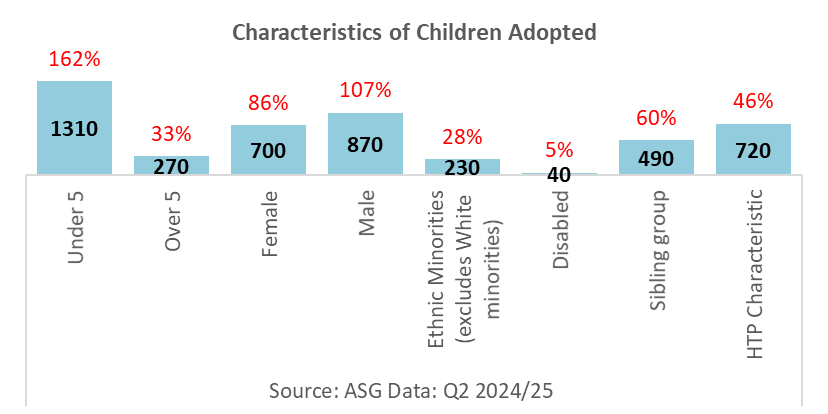 Characteristics of Children Adopted
162%
33%
86%
107%
28%
5%
60%
46%
1310
270
700
870
230
40
490
720
Under 5
Over 5
Female
Male
Ethnic Minorities
(excludes White
minorities)
Disabled
Sibling group
HTP Characteristic
Source: ASG Data: Q2 2024/25